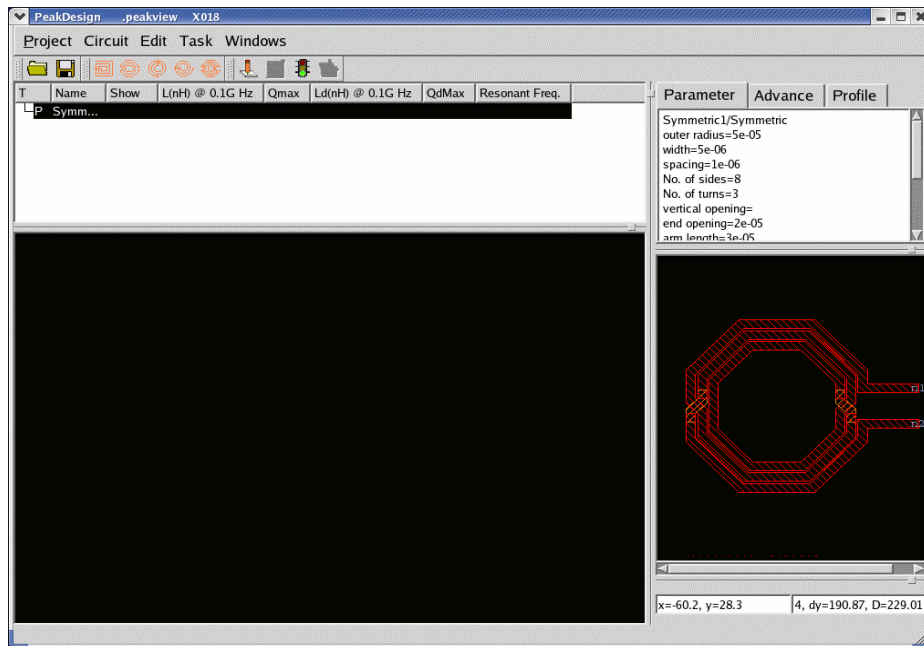 PeakDesign .peakview X018
Project Circuit Edit Task Windows
T Name Show L(nH) @ 0.1G Hz Qmax Ld(nH) @ 0.1G Hz QdMax Resonant Freq.
P Symm...
Parameter Advance Profile
Symmetric1/Symmetric
outer radius=5e-05
width=5e-06
spacing=1e-06
No. of sides=8
No. of turns=3
vertical opening=
end opening=2e-05
arm length=3e-05
n1
n2
x=-60.2, y=28.3
4, dy=190.87, D=229.01